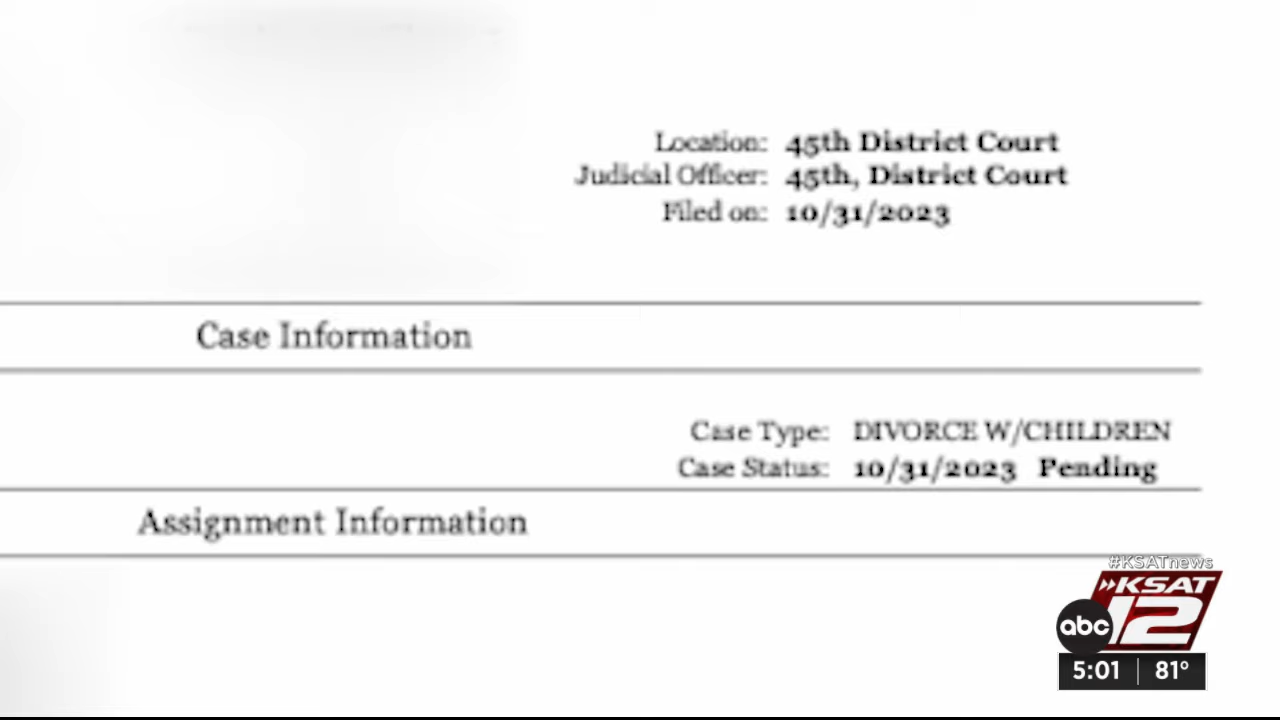 Location: 45th District Court
Judicial Officer: 45th, District Court
Filed on: 10/31/2023
Case Information
Case Type: DIVORCE W/CHILDREN
Case Status: 10/31/2023 Pending
Assignment Information
#KSATnews
KSAT
abc 12
5:01 81°